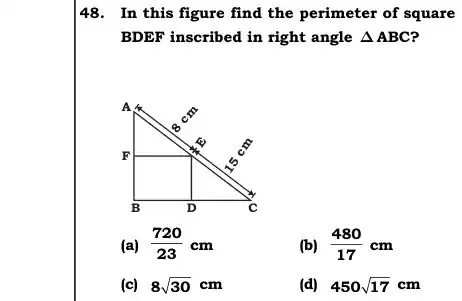 48. In this figure find the perimeter of square
BDEF inscribed in right angle △ ABC?
A
8 cm
E
F
15 cm
B
D
C
(a) 720/23 cm
(b) 480/17 cm
(c) 8√30 cm
(d) 450√17 cm